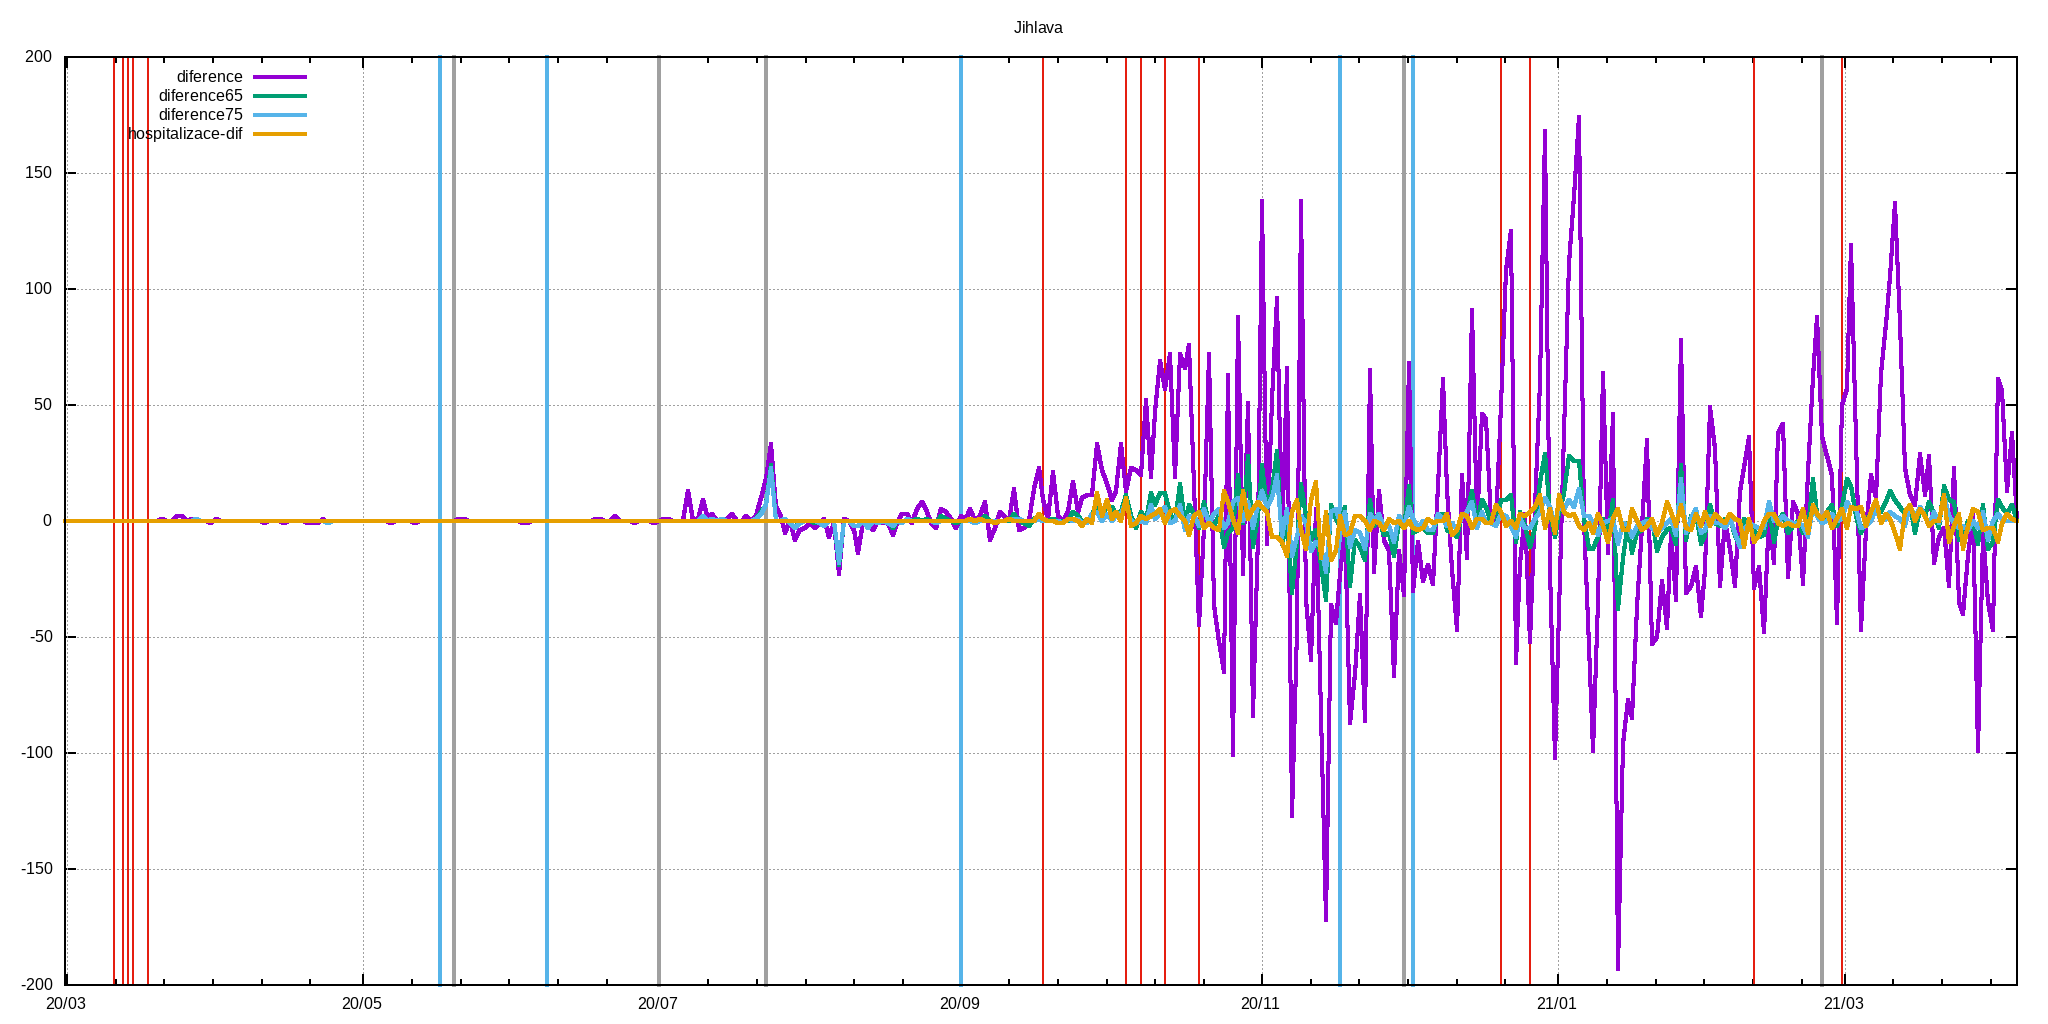 Jihlava
200
150
100
50
0
-50
-100
-150
-200
diference
diference65
diference75
hospitalizace-dif
20/03 20/05 20/07 20/09 20/11 21/01 21/03